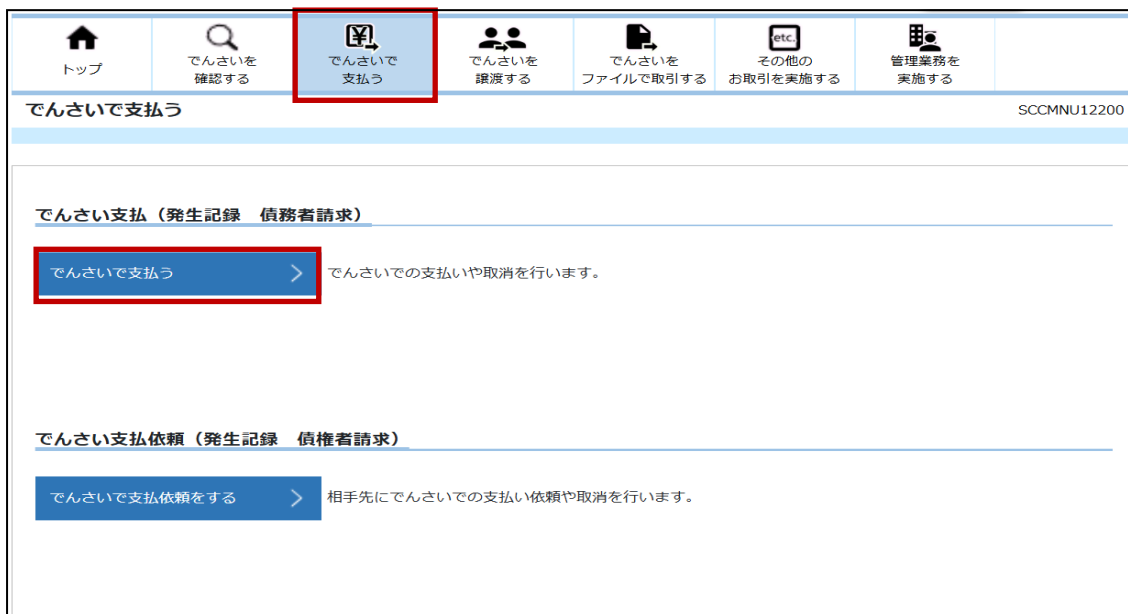 トップ
でんさいを
確認する
でんさいで
支払う
でんさいを
譲渡する
でんさいを
ファイルで取引する
etc.
その他の
お取引を実施する
管理業務を
実施する
でんさいで支払う SCCMNU12200
でんさい支払（発生記録　債務者請求）
でんさいで支払う でんさいでの支払いや取消を行います。
でんさい支払依頼（発生記録　債権者請求）
でんさいで支払依頼をする 相手先にでんさいでの支払い依頼や取消を行います。